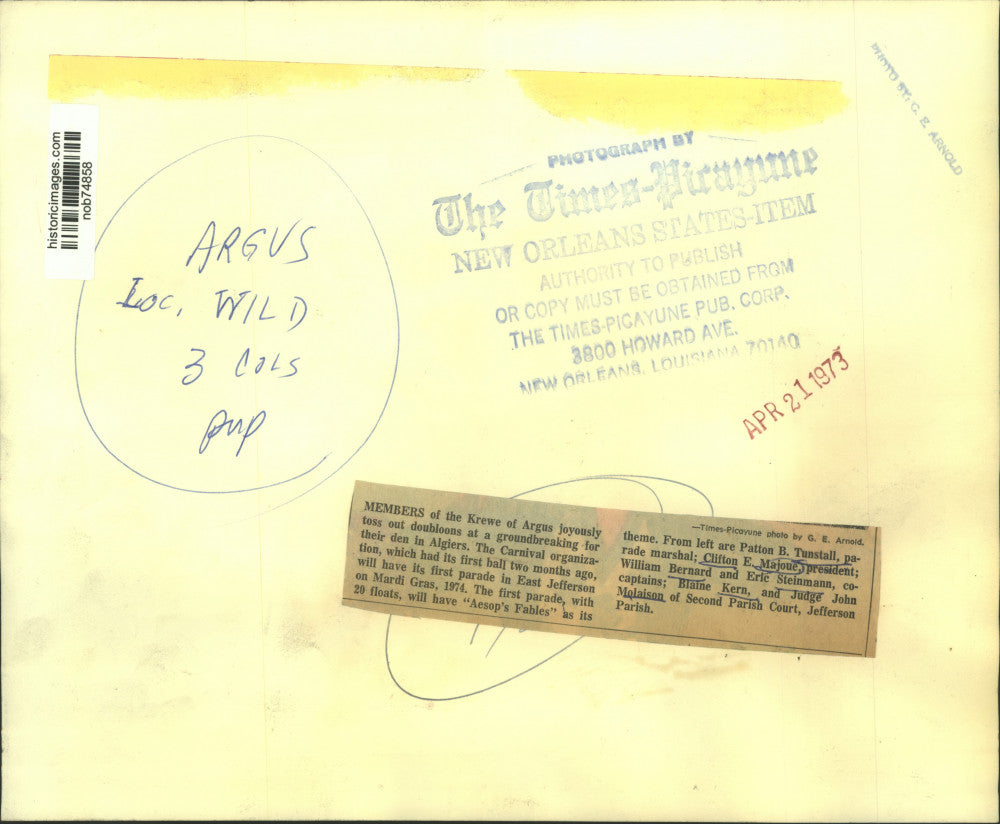 PHOTO BY: G. E. ARNOLD
historicimages.com
nob74858
PHOTOGRAPH BY
The Times-Picayune
NEW ORLEANS STATES-ITEM
AUTHORITY TO PUBLISH
OR COPY MUST BE OBTAINED FROM
THE TIMES-PICAYUNE PUB. CORP.
3800 HOWARD AVE.
NEW ORLEANS, LOUISIANA 70140
APR 21 1973
ARGUS
Loc, WILD
3 COLS
MEMBERS of the Krewe of Argus joyously
toss out doubloons at a groundbreaking for
their den in Algiers. The Carnival organiza-
tion, which had its first ball two months ago,
will have its first parade in East Jefferson
on Mardi Gras, 1974. The first parade, with
20 floats, will have "Aesop's Fables" as its
—Times-Picayune photo by G. E. Arnold.
theme. From left are Patton B. Tunstall, pa-
rade marshal; Clifton E. Majoue, president;
William Bernard and Eric Steinmann, co-
captains; Blaine Kern, and Judge John
Molaison of Second Parish Court, Jefferson
Parish.